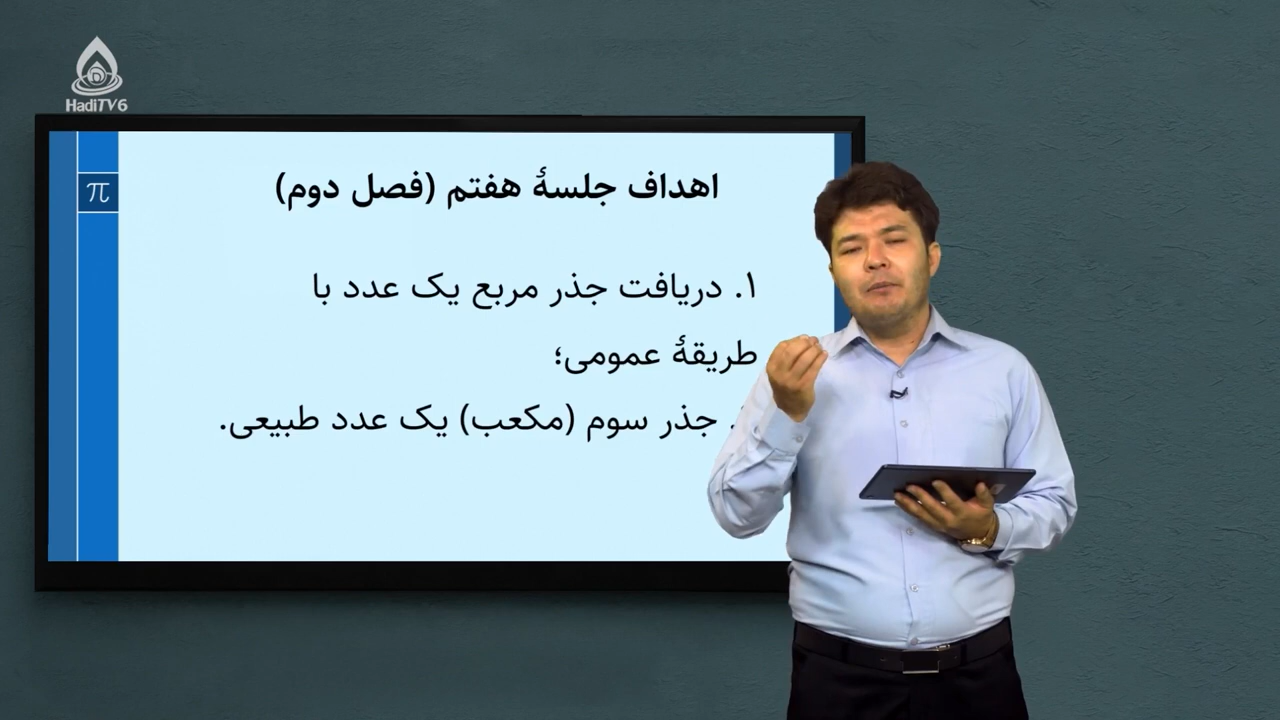 HadiTV6
π
اهداف جلسهٔ هفتم (فصل دوم)
۱. دریافت جذر مربع یک عدد با
طریقهٔ عمومی؛
. جذر سوم (مکعب) یک عدد طبیعی.